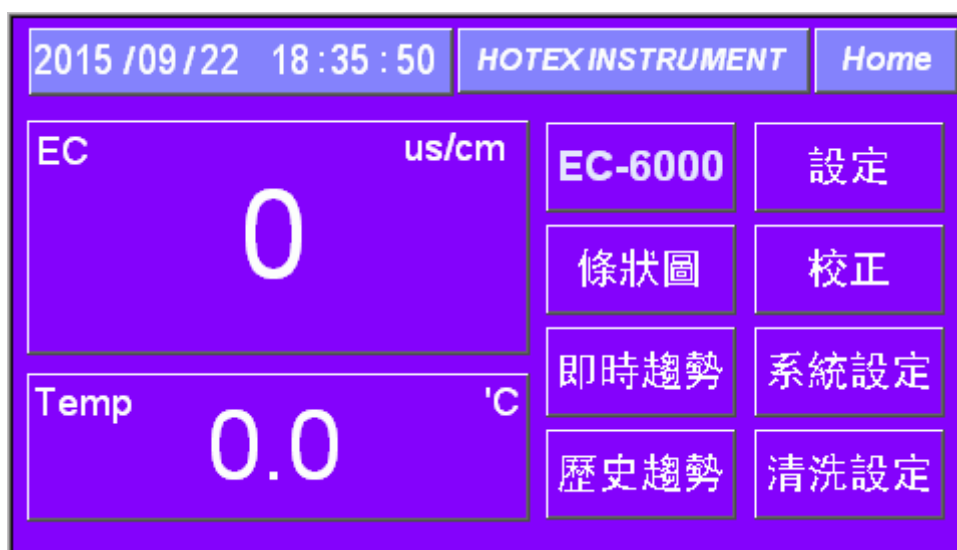 2015 /09 / 22 18 : 35 : 50 HOTEX INSTRUMENT Home
EC us/cm
0
Temp 'C
0.0
EC-6000 設定
條狀圖 校正
即時趨勢 系統設定
歷史趨勢 清洗設定